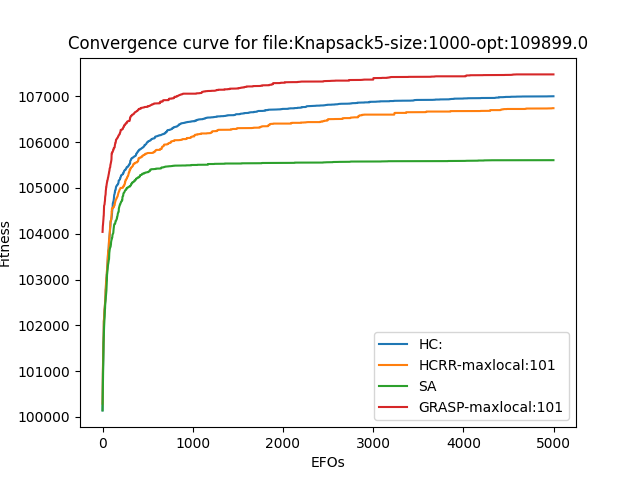 Convergence curve for file:Knapsack5-size:1000-opt:109899.0
107000
106000
105000
104000
103000
102000
101000
100000
0 1000 2000 3000 4000 5000
EFOs
HC:
HCRR-maxlocal:101
SA
GRASP-maxlocal:101